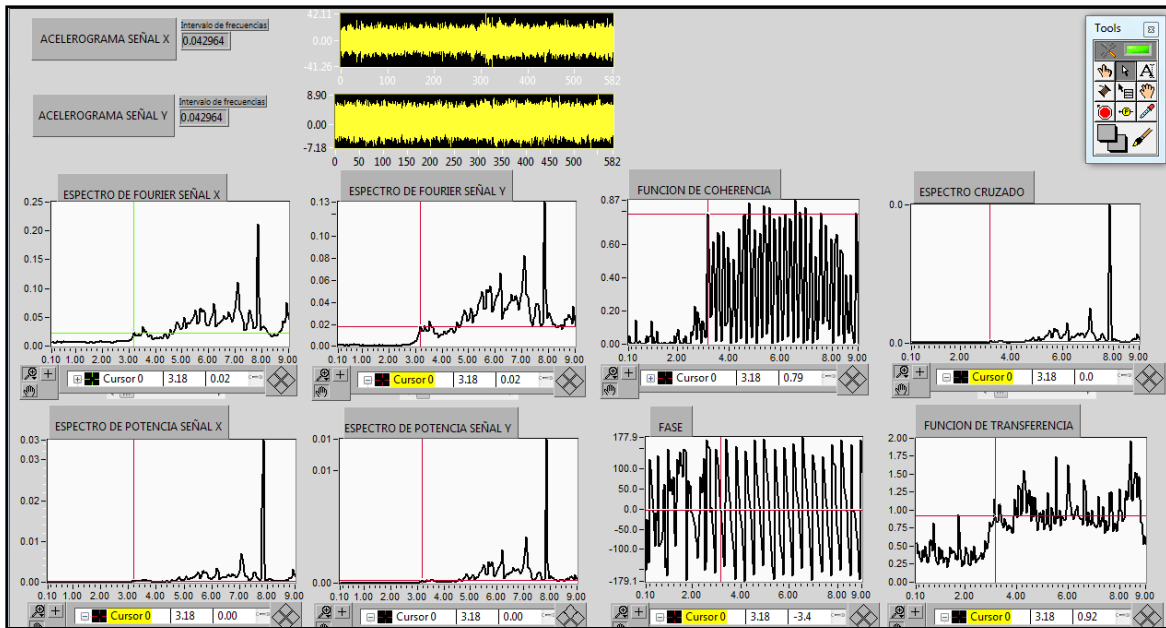 Intervalo de frecuencias
ACELEROGRAMA SEÑAL X
0.042964
42.11
0.00
-41.26
0 100 200 300 400 500 582
Tools
Intervalo de frecuencias
ACELEROGRAMA SEÑAL Y
0.042964
8.90
0.00
-7.18
0 50 100 150 200 250 300 350 400 450 500 582
ESPECTRO DE FOURIER SEÑAL X
0.25
0.20
0.15
0.10
0.05
0.00
0.10 1.00 2.00 3.00 4.00 5.00 6.00 7.00 9.00
Cursor 0 3.18 0.02
ESPECTRO DE FOURIER SEÑAL Y
0.13
0.10
0.08
0.06
0.04
0.02
0.00
0.10 1.00 2.00 3.00 4.00 5.00 6.00 7.00 9.00
Cursor 0 3.18 0.02
FUNCION DE COHERENCIA
0.87
0.60
0.40
0.20
0.00
0.10 2.00 4.00 6.00 9.00
Cursor 0 3.18 0.79
ESPECTRO CRUZADO
0.0
0.0
0.10 2.00 4.00 6.00 9.00
Cursor 0 3.18 0.0
ESPECTRO DE POTENCIA SEÑAL X
0.03
0.03
0.02
0.01
0.01
0.00
0.10 1.00 2.00 3.00 4.00 5.00 6.00 7.00 9.00
Cursor 0 3.18 0.00
ESPECTRO DE POTENCIA SEÑAL Y
0.01
0.01
0.00
0.10 1.00 2.00 3.00 4.00 5.00 6.00 7.00 9.00
Cursor 0 3.18 0.00
FASE
177.9
100.0
50.0
-0.0
-50.0
-100.0
-179.1
0.10 2.00 3.00 4.00 5.00 6.00 7.00 9.00
Cursor 0 3.18 -3.4
FUNCION DE TRANSFERENCIA
2.00
1.75
1.50
1.25
1.00
0.75
0.50
0.25
0.00
0.10 2.00 4.00 6.00 9.00
Cursor 0 3.18 0.92